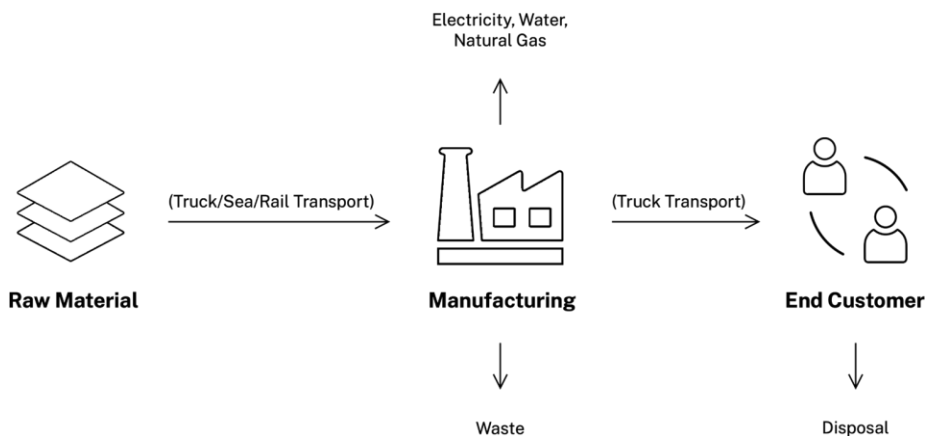 Electricity, Water,
Natural Gas
(Truck/Sea/Rail Transport)
(Truck Transport)
Raw Material
Manufacturing
End Customer
Waste
Disposal